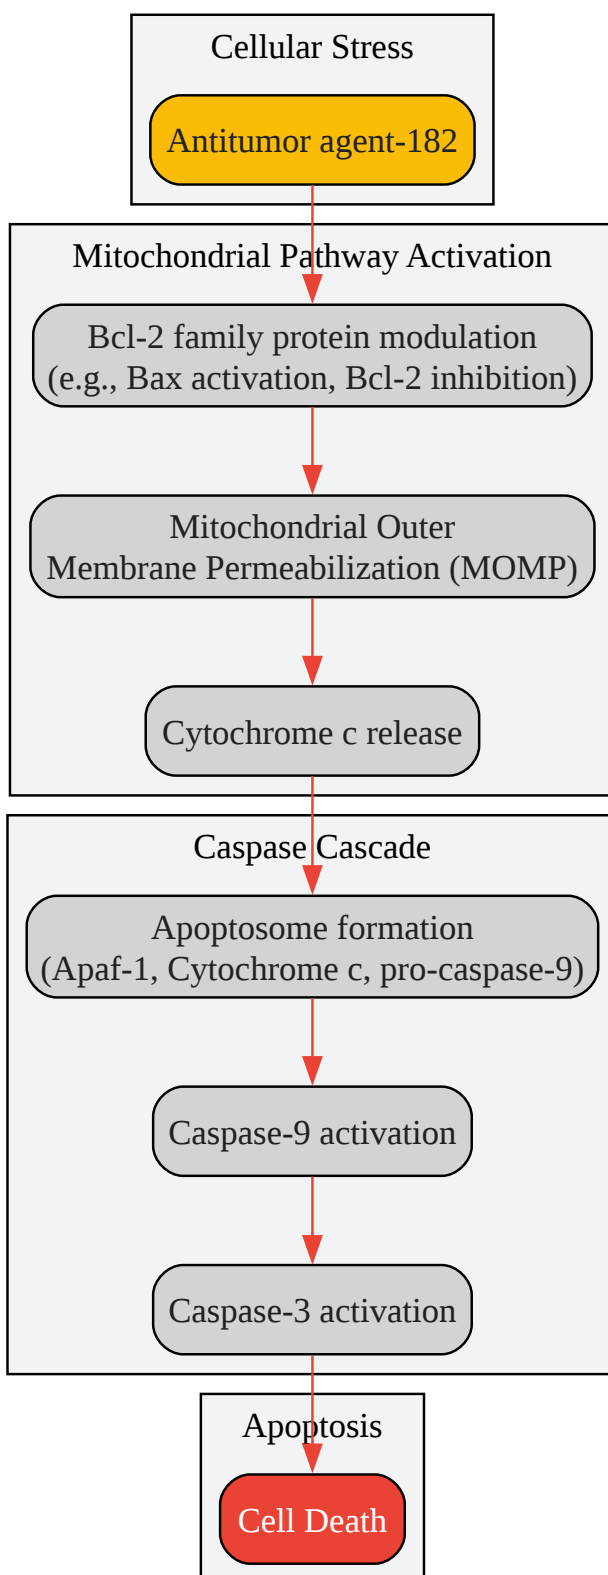 Cellular Stress
Antitumor agent-182
Mitochondrial Pathway Activation
Bcl-2 family protein modulation
(e.g., Bax activation, Bcl-2 inhibition)
Mitochondrial Outer
Membrane Permeabilization (MOMP)
Cytochrome c release
Caspase Cascade
Apoptosome formation
(Apaf-1, Cytochrome c, pro-caspase-9)
Caspase-9 activation
Caspase-3 activation
Apoptosis
Cell Death